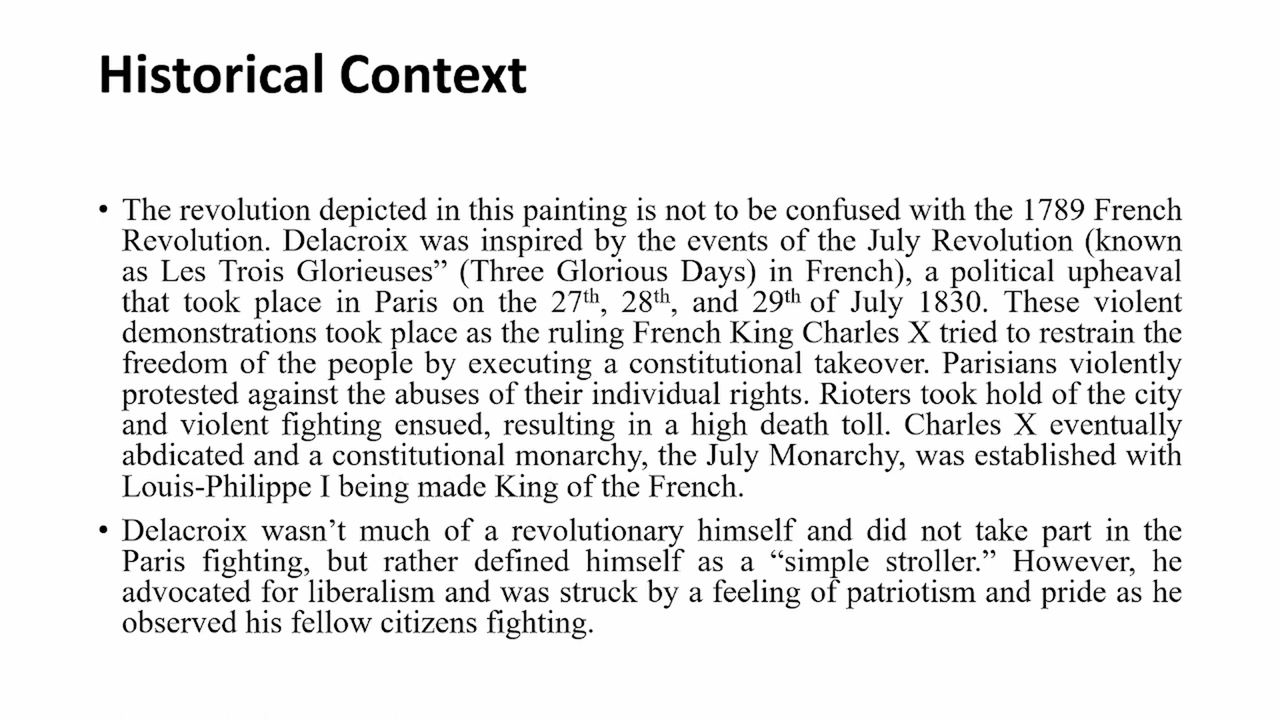 Historical Context
• The revolution depicted in this painting is not to be confused with the 1789 French
Revolution. Delacroix was inspired by the events of the July Revolution (known
as Les Trois Glorieuses” (Three Glorious Days) in French), a political upheaval
that took place in Paris on the 27th, 28th, and 29th of July 1830. These violent
demonstrations took place as the ruling French King Charles X tried to restrain the
freedom of the people by executing a constitutional takeover. Parisians violently
protested against the abuses of their individual rights. Rioters took hold of the city
and violent fighting ensued, resulting in a high death toll. Charles X eventually
abdicated and a constitutional monarchy, the July Monarchy, was established with
Louis-Philippe I being made King of the French.
• Delacroix wasn’t much of a revolutionary himself and did not take part in the
Paris fighting, but rather defined himself as a “simple stroller.” However, he
advocated for liberalism and was struck by a feeling of patriotism and pride as he
observed his fellow citizens fighting.